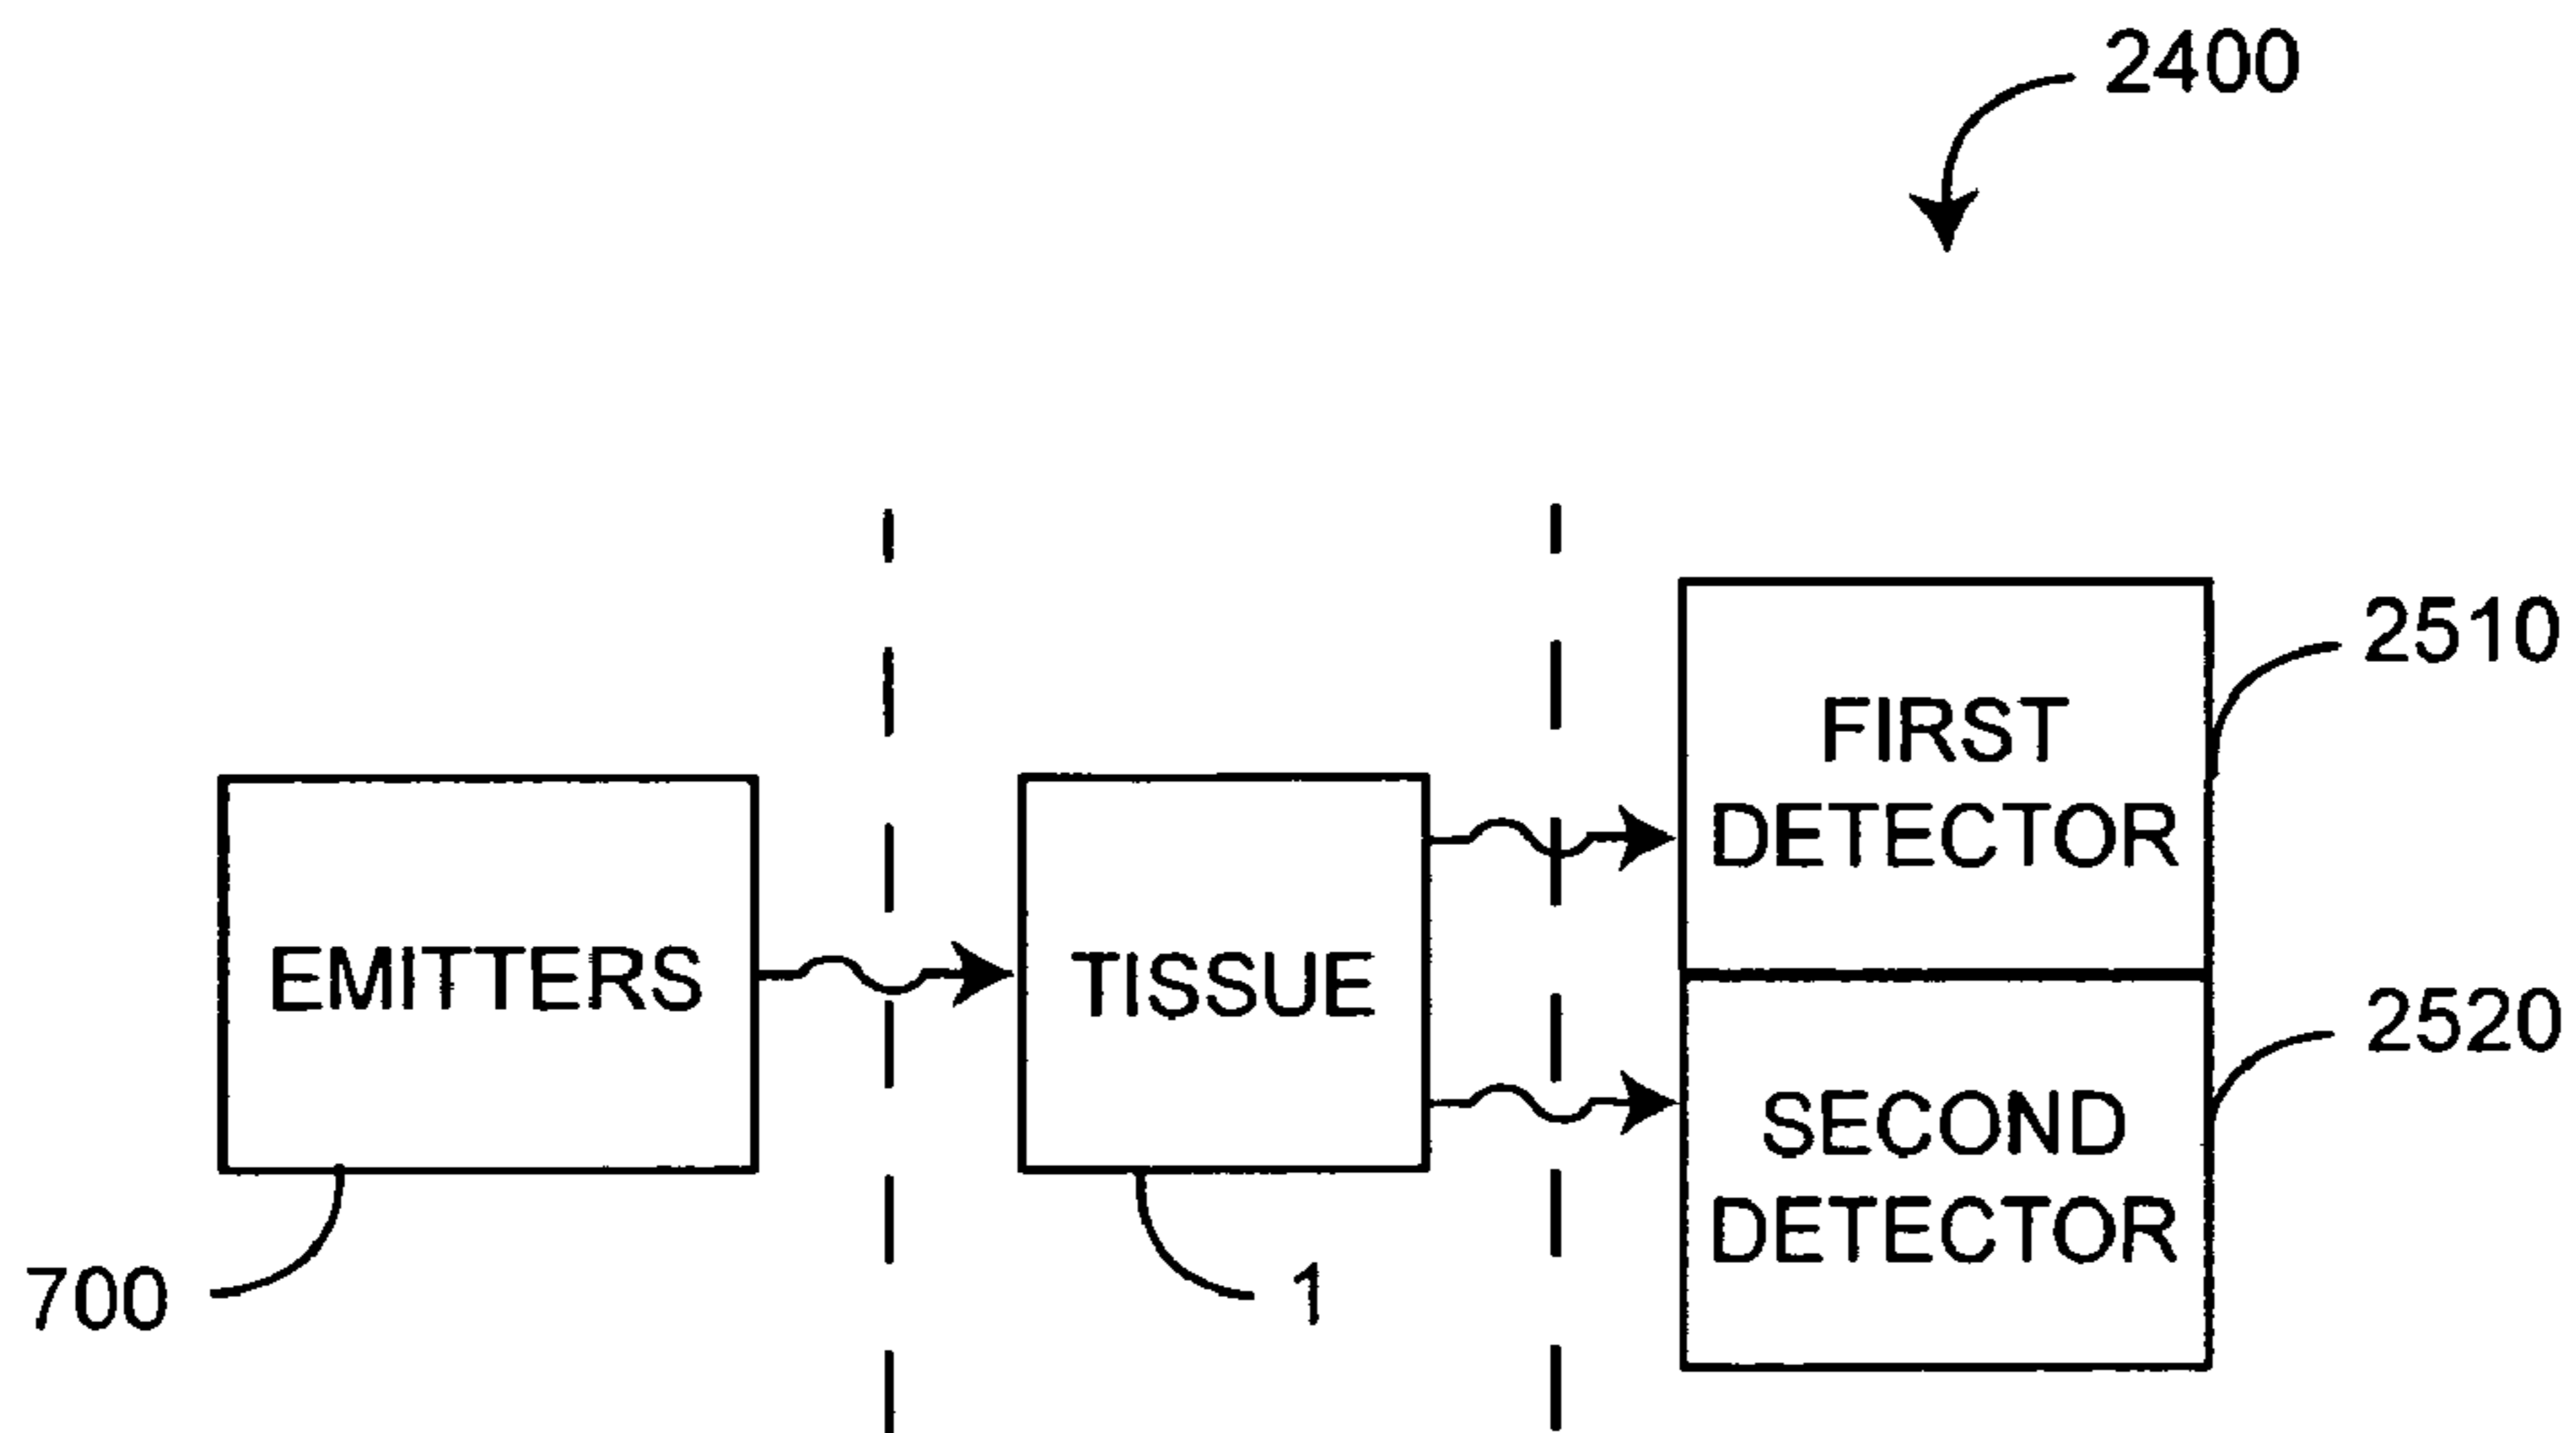 2400
FIRST
DETECTOR
2510
EMITTERS
TISSUE
SECOND
DETECTOR
2520
700
1